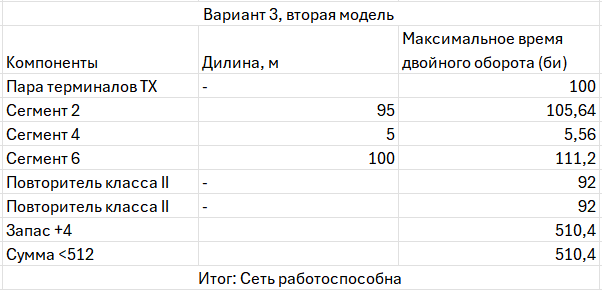 Вариант 3, вторая модель
Компоненты Длилина, м Максимальное время двойного оборота (би)
Пара терминалов TX - 100
Сегмент 2 95 105,64
Сегмент 4 5 5,56
Сегмент 6 100 111,2
Повторитель класса II - 92
Повторитель класса II - 92
Запас +4 510,4
Сумма <512 510,4
Итог: Сеть работоспособна